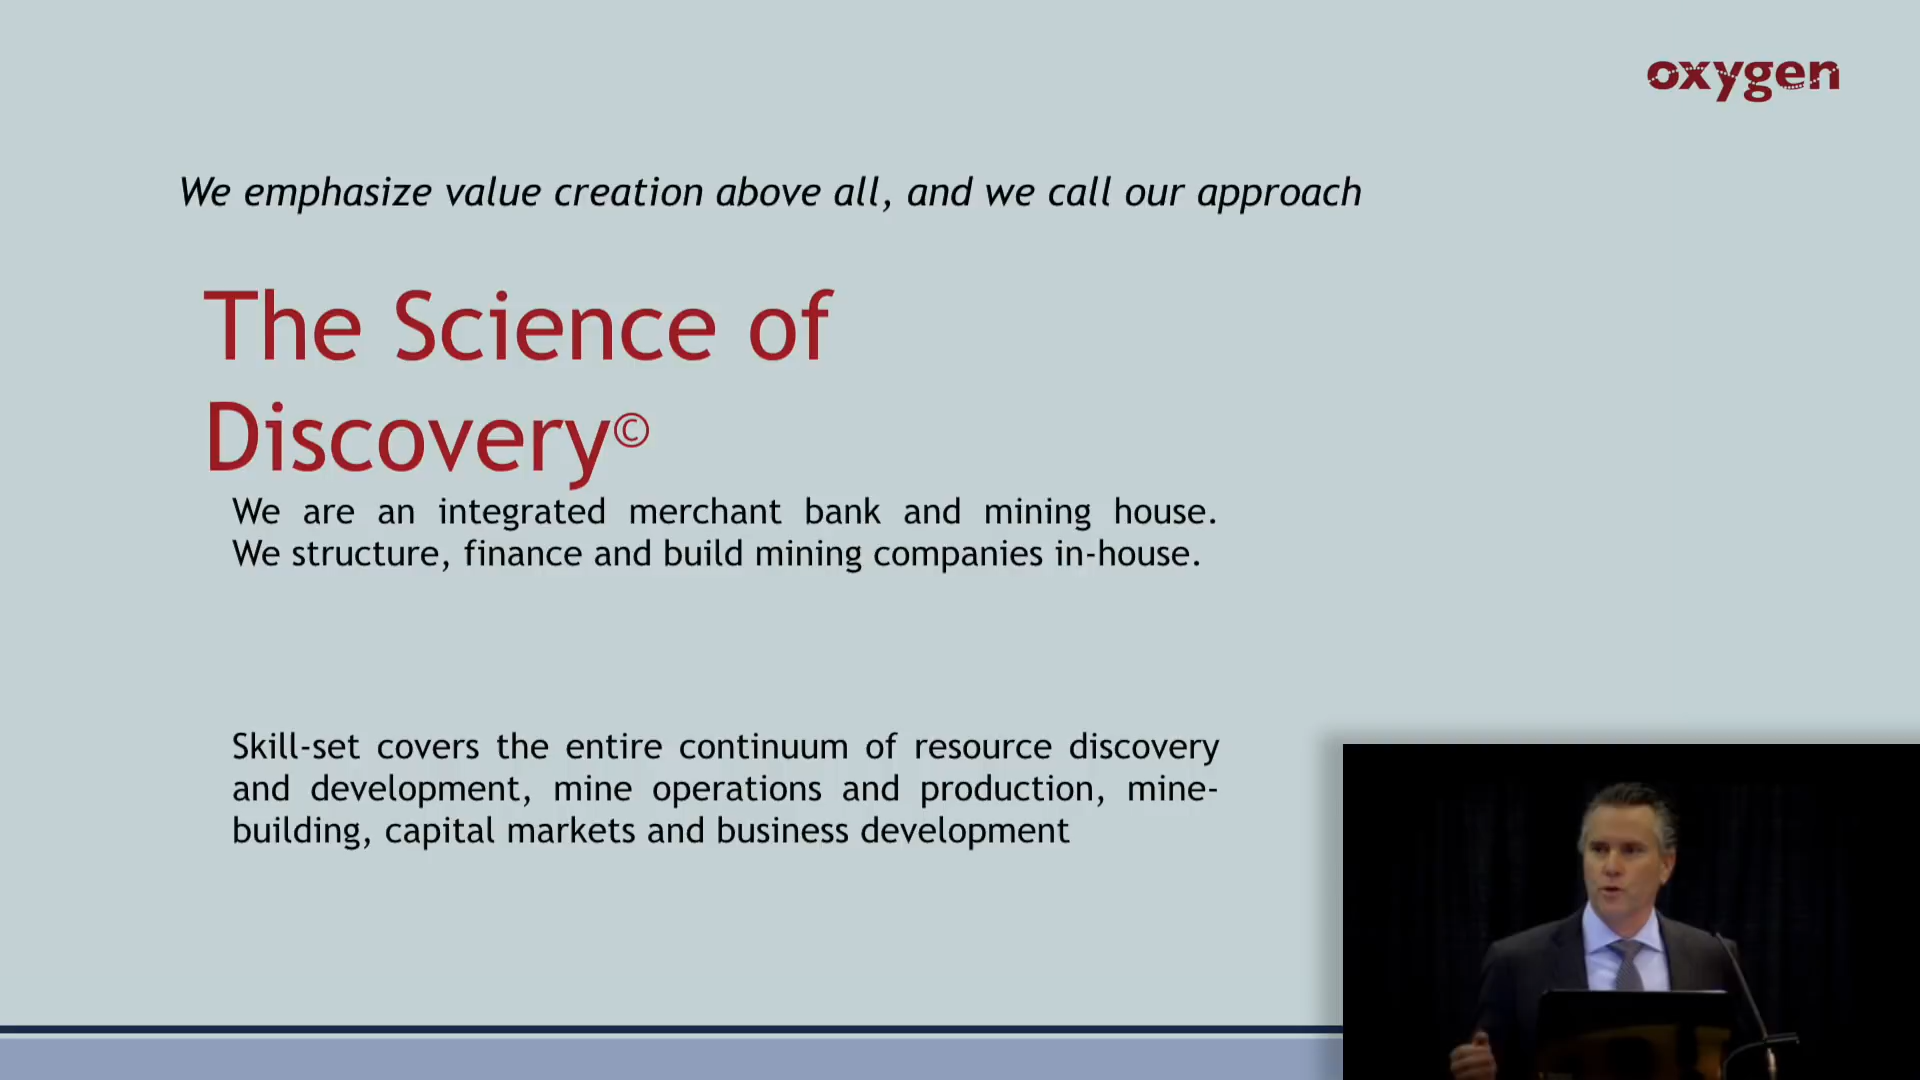 oxygen
We emphasize value creation above all, and we call our approach
The Science of
Discovery©
We are an integrated merchant bank and mining house.
We structure, finance and build mining companies in-house.
Skill-set covers the entire continuum of resource discovery
and development, mine operations and production, mine-
building, capital markets and business development